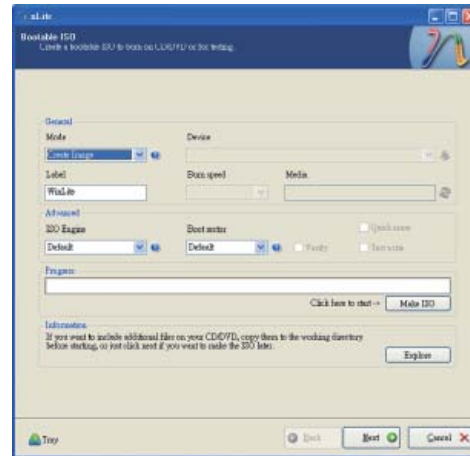 nLite
Bootable ISO
Create a bootable ISO to burn on CD/DVD or for testing.
General
Mode
Device
Create Image
Label
Burn speed
Media
WinLite
Advanced
ISO Engine
Boot sector
Quick erase
Default
Default
Verify
Test write
Progress
Click here to start->
Make ISO
Information
If you want to include additional files on your CD/DVD, copy them to the working directory
before starting, or just click next if you want to make the ISO later.
Explore
Tray
Back
Next
Cancel